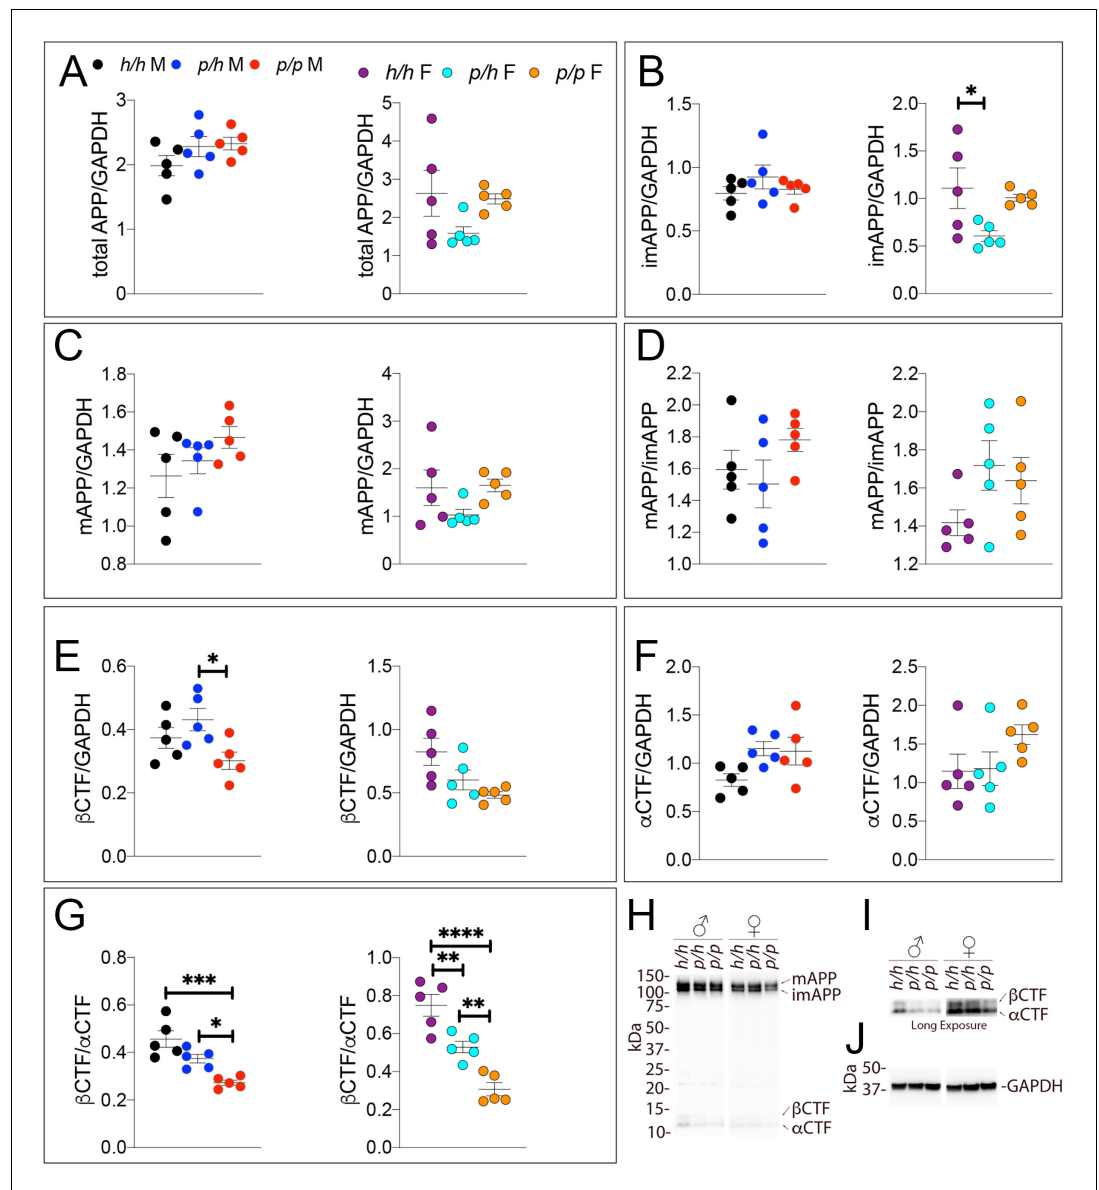 A
h/h M p/h M p/p M
h/h F p/h F p/p F
total APP/GAPDH
3
2
1
0
total APP/GAPDH
5
4
3
2
1
0
B
imAPP/GAPDH
1.5
1.0
0.5
0.0
imAPP/GAPDH
2.0
1.5
1.0
0.5
0.0
*
C
mAPP/GAPDH
1.8
1.6
1.4
1.2
1.0
0.8
mAPP/GAPDH
4
3
2
1
0
D
mAPP/imAPP
2.2
2.0
1.8
1.6
1.4
1.2
1.0
mAPP/imAPP
2.2
2.0
1.8
1.6
1.4
1.2
E
βCTF/GAPDH
0.6
0.4
0.2
0.0
*
βCTF/GAPDH
1.5
1.0
0.5
0.0
F
αCTF/GAPDH
2.0
1.5
1.0
0.5
0.0
αCTF/GAPDH
2.5
2.0
1.5
1.0
0.5
0.0
G
βCTF/αCTF
0.8
0.6
0.4
0.2
0.0
***
*
βCTF/αCTF
1.0
0.8
0.6
0.4
0.2
0.0
****
**
**
H
♂ ♀
h/h p/h p/p h/h p/h p/p
kDa
150-
100-
75-
50-
37-
25-
20-
15-
10-
mAPP
imAPP
βCTF
αCTF
I
♂ ♀
h/h p/h p/p h/h p/h p/p
βCTF
αCTF
Long Exposure
J
kDa
50-
37-
-GAPDH